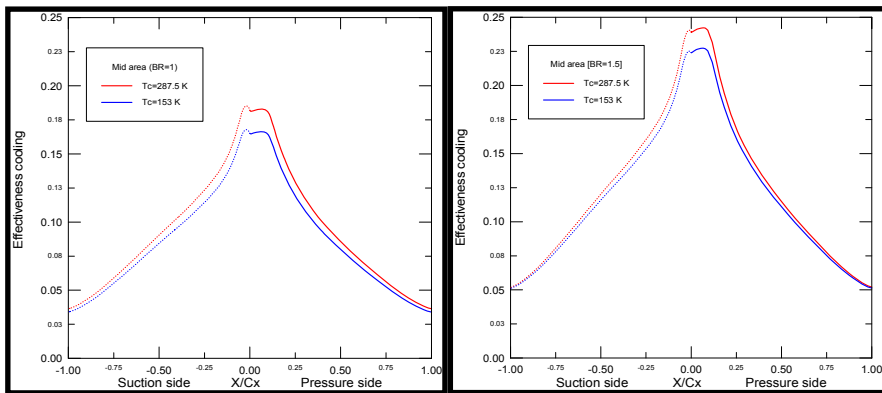 0.25
0.23
0.20
0.18
0.15
0.13
0.10
0.08
0.05
0.03
0.00
Effectiveness cooling
Mid area (BR=1)
Tc=287.5 K
Tc=153 K
-1.00 -0.75 -0.50 -0.25 0.00 0.25 0.50 0.75 1.00
Suction side X/Cx Pressure side
0.25
0.23
0.20
0.18
0.15
0.13
0.10
0.08
0.05
0.03
0.00
Effectiveness cooling
Mid area [BR=1.5]
Tc=287.5 K
Tc=153 K
-1.00 -0.75 -0.50 -0.25 0.00 0.25 0.50 0.75 1.00
Suction side X/Cx Pressure side